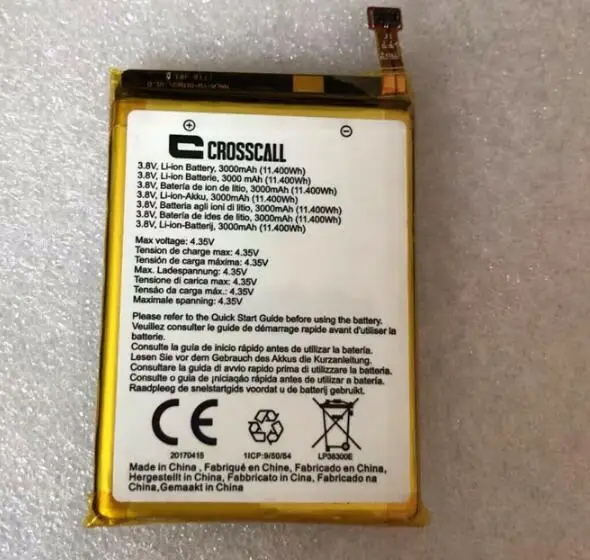 ⊕ ⊖
CROSSCALL
3.8V, Li-ion Battery, 3000mAh (11.400Wh)
3.8V, Li-ion Batterie, 3000 mAh (11.400Wh)
3.8V, Batería de ion de litio, 3000mAh (11.400Wh)
3.8V, Li-ion-Akku, 3000mAh (11.400Wh)
3.8V, Batteria agli ioni di litio, 3000mAh (11.400Wh)
3.8V, Bateria de ides de litio, 3000mAh (11.400Wh)
3.8V, Li-ion-Batterij, 3000mAh (11.400Wh)
Max voltage: 4.35V
Tension de charge max: 4.35V
Tensión de carga máxima: 4.35V
Max. Ladespannung: 4.35V
Tensione di carica max: 4.35V
Tensão da carga máx.: 4.35V
Maximale spanning: 4.35V
Please refer to the Quick Start Guide before using the battery.
Veuillez consulter le guide de démarrage rapide avant d'utiliser la
batterie.
Consulte la guía de inicio rápido antes de utilizar la batería.
Lesen Sie vor dem Gebrauch des Akkus die Kurzanleitung.
Consultare la guida di avvio rapido prima di utilizzare la batteria.
Consulte o guia de iniciação rápida antes de utilizar a bateria.
Raadpleeg de snelstartgids voordat u de batterij gebruikt.
CE
20170415 1ICP:9/50/64 LP38300E
Made in China , Fabriqué en Chine, Fabricado en China,
Hergestellt in China, Fabbricato in Cina, Fabricado na
China,Gemaakt in China